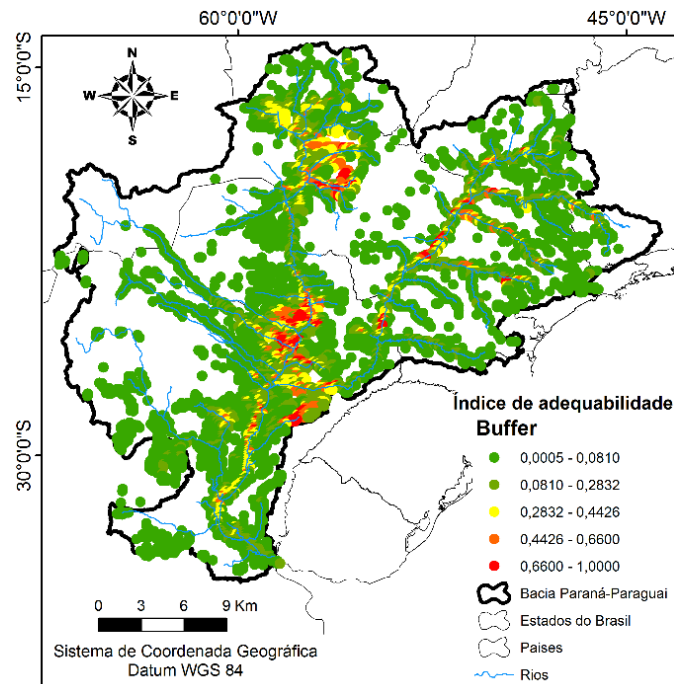 60°0'0"W
45°0'0"W
15°0'0"S
N
W
E
S
30°0'0"S
Índice de adequabilidade
Buffer
0,0005 - 0,0810
0,0810 - 0,2832
0,2832 - 0,4426
0,4426 - 0,6600
0,6600 - 1,0000
Bacia Paraná-Paraguai
Estados do Brasil
Paises
Rios
0 3 6 9 Km
Sistema de Coordenada Geográfica
Datum WGS 84